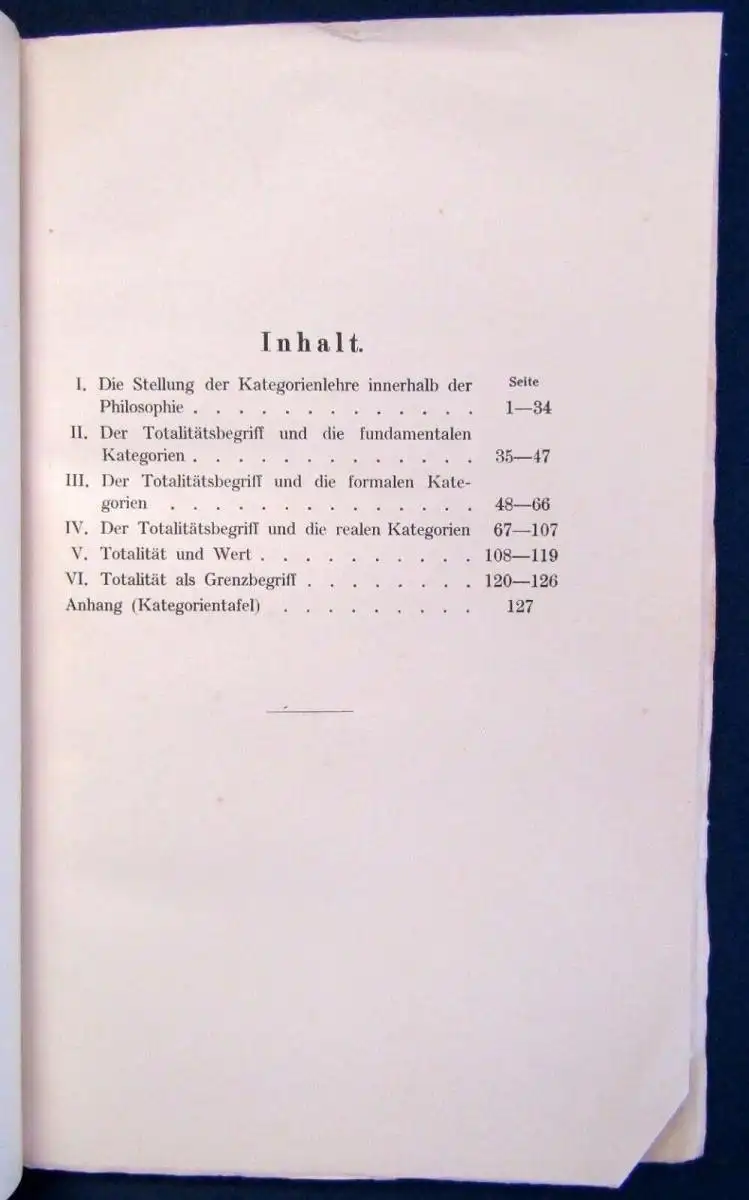 Inhalt.
Seite
I. Die Stellung der Kategorienlehre innerhalb der
Philosophie . . . . . . . . . . . . . 1—34
II. Der Totalitätsbegriff und die fundamentalen
Kategorien . . . . . . . . . . . . . 35—47
III. Der Totalitätsbegriff und die formalen Kate-
gorien . . . . . . . . . . . . . . 48—66
IV. Der Totalitätsbegriff und die realen Kategorien 67—107
V. Totalität und Wert . . . . . . . . . . 108—119
VI. Totalität als Grenzbegriff . . . . . . . . 120—126
Anhang (Kategorientafel) . . . . . . . . . 127